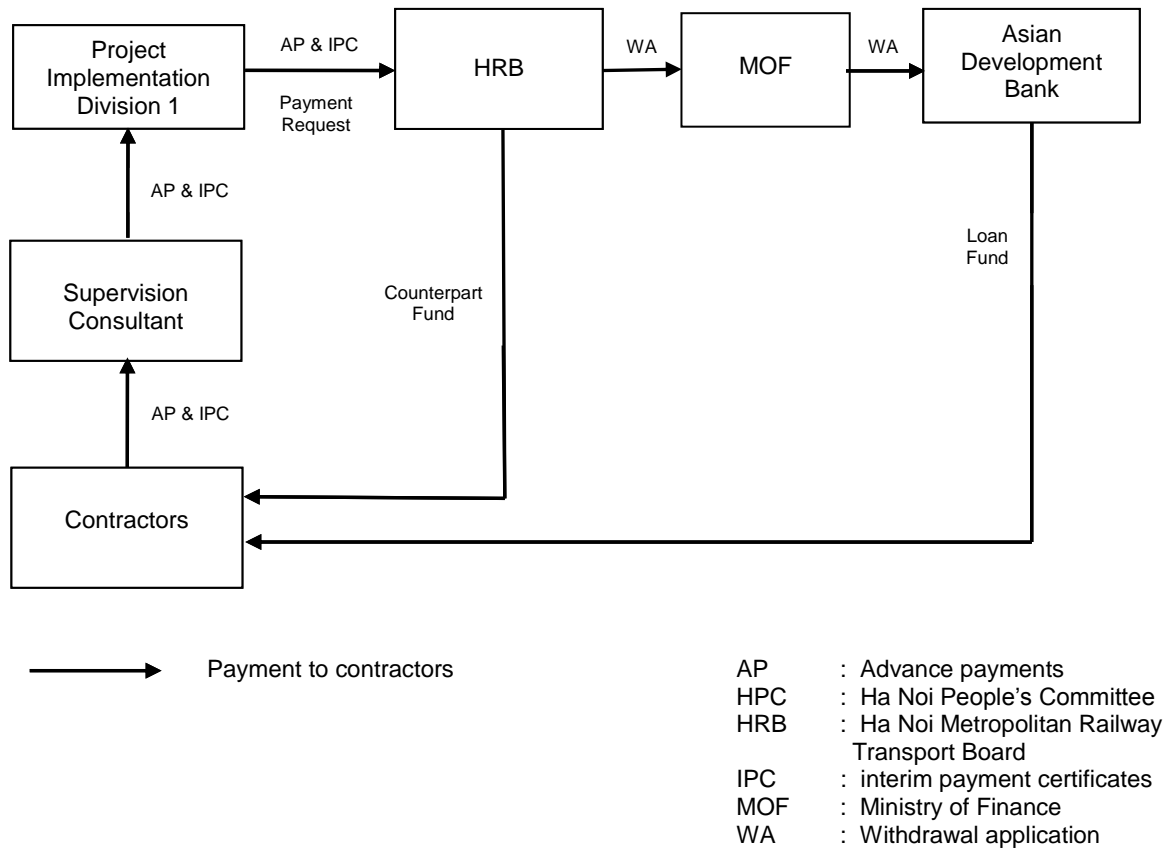 Project
Implementation
Division 1
AP & IPC
Payment
Request
HRB
WA
MOF
WA
Asian
Development
Bank
AP & IPC
Supervision
Consultant
AP & IPC
Contractors
Counterpart
Fund
Loan
Fund
Payment to contractors
AP : Advance payments
HPC : Ha Noi People’s Committee
HRB : Ha Noi Metropolitan Railway
Transport Board
IPC : interim payment certificates
MOF : Ministry of Finance
WA : Withdrawal application